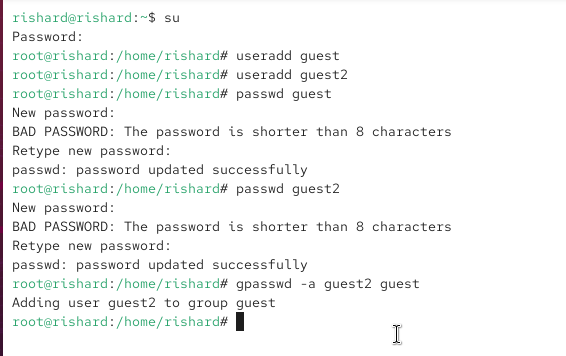 rishard@rishard:~$ su
Password:
root@rishard:/home/rishard# useradd guest
root@rishard:/home/rishard# useradd guest2
root@rishard:/home/rishard# passwd guest
New password:
BAD PASSWORD: The password is shorter than 8 characters
Retype new password:
passwd: password updated successfully
root@rishard:/home/rishard# passwd guest2
New password:
BAD PASSWORD: The password is shorter than 8 characters
Retype new password:
passwd: password updated successfully
root@rishard:/home/rishard# gpasswd -a guest2 guest
Adding user guest2 to group guest
root@rishard:/home/rishard#